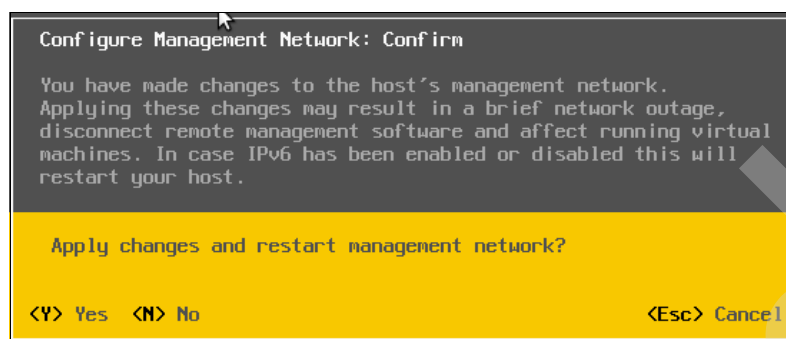 Configure Management Network: Confirm
You have made changes to the host's management network.
Applying these changes may result in a brief network outage,
disconnect remote management software and affect running virtual
machines. In case IPv6 has been enabled or disabled this will
restart your host.
Apply changes and restart management network?
<Y> Yes <N> No <Esc> Cancel